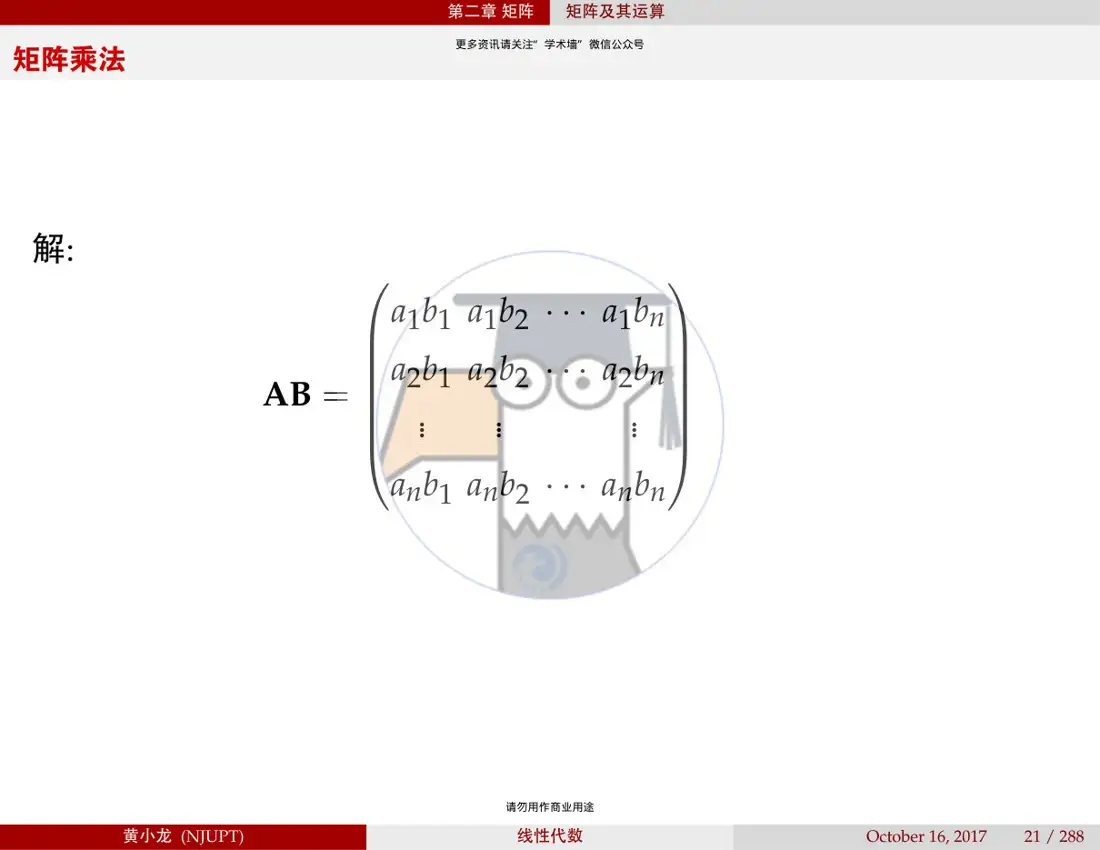 第二章 矩阵 矩阵及其运算
更多资讯请关注“学术墙”微信公众号
矩阵乘法
解:
a₁b₁ a₁b₂ ⋯ a₁bₙ
a₂b₁ a₂b₂ ⋯ a₂bₙ
AB =
⋮ ⋮ ⋮
aₙb₁ aₙb₂ ⋯ aₙbₙ
请勿用作商业用途
黄小龙 (NJUPT) 线性代数 October 16, 2017 21 / 288